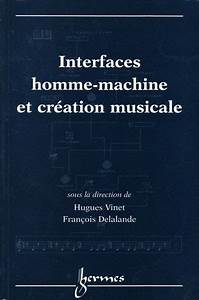 Interfaces
homme-machine
et création musicale
sous la direction de
Hugues Vinet
François Delalande
hermes